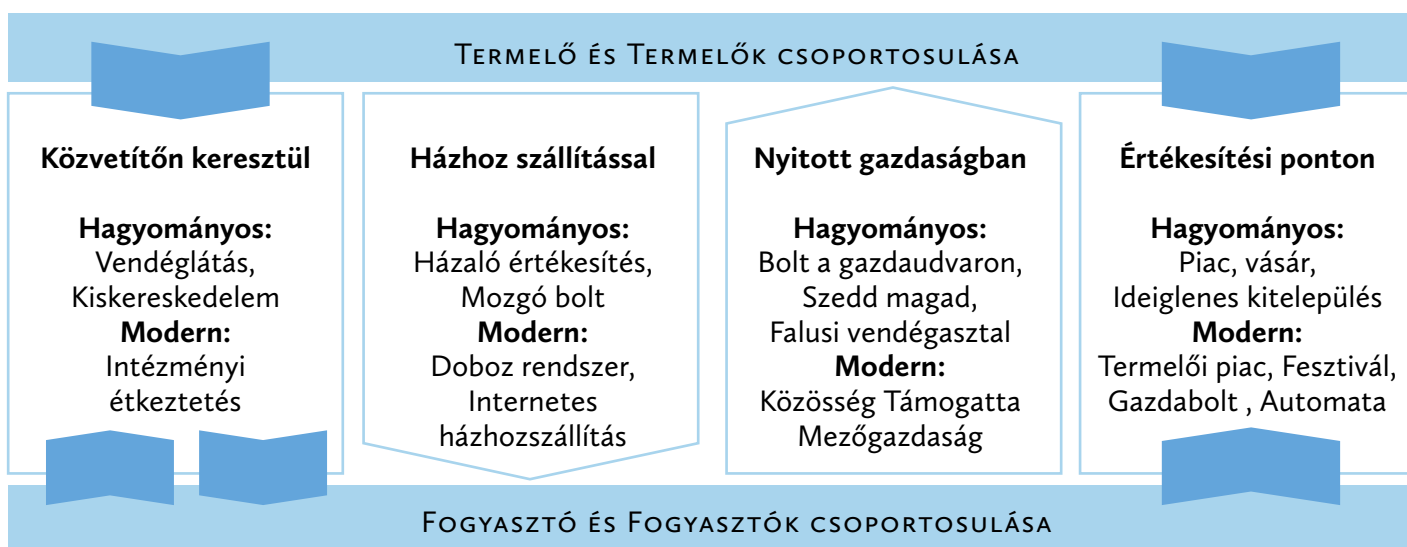 Termelő és Termelők csoportosulása
Közvetítőn keresztül
Hagyományos:
Vendéglátás,
Kiskereskedelem
Modern:
Intézményi
étkeztetés
Házhoz szállítással
Hagyományos:
Házaló értékesítés,
Mozgó bolt
Modern:
Doboz rendszer,
Internetes
házhozszállítás
Nyitott gazdaságban
Hagyományos:
Bolt a gazdaudvaron,
Szedd magad,
Falusi vendégasztal
Modern:
Közösség Támogatta
Mezőgazdaság
Értékesítési ponton
Hagyományos:
Piac, vásár,
Ideiglenes kitelepülés
Modern:
Termelői piac, Fesztivál,
Gazdabolt , Automata
Fogyasztó és Fogyasztók csoportosulása